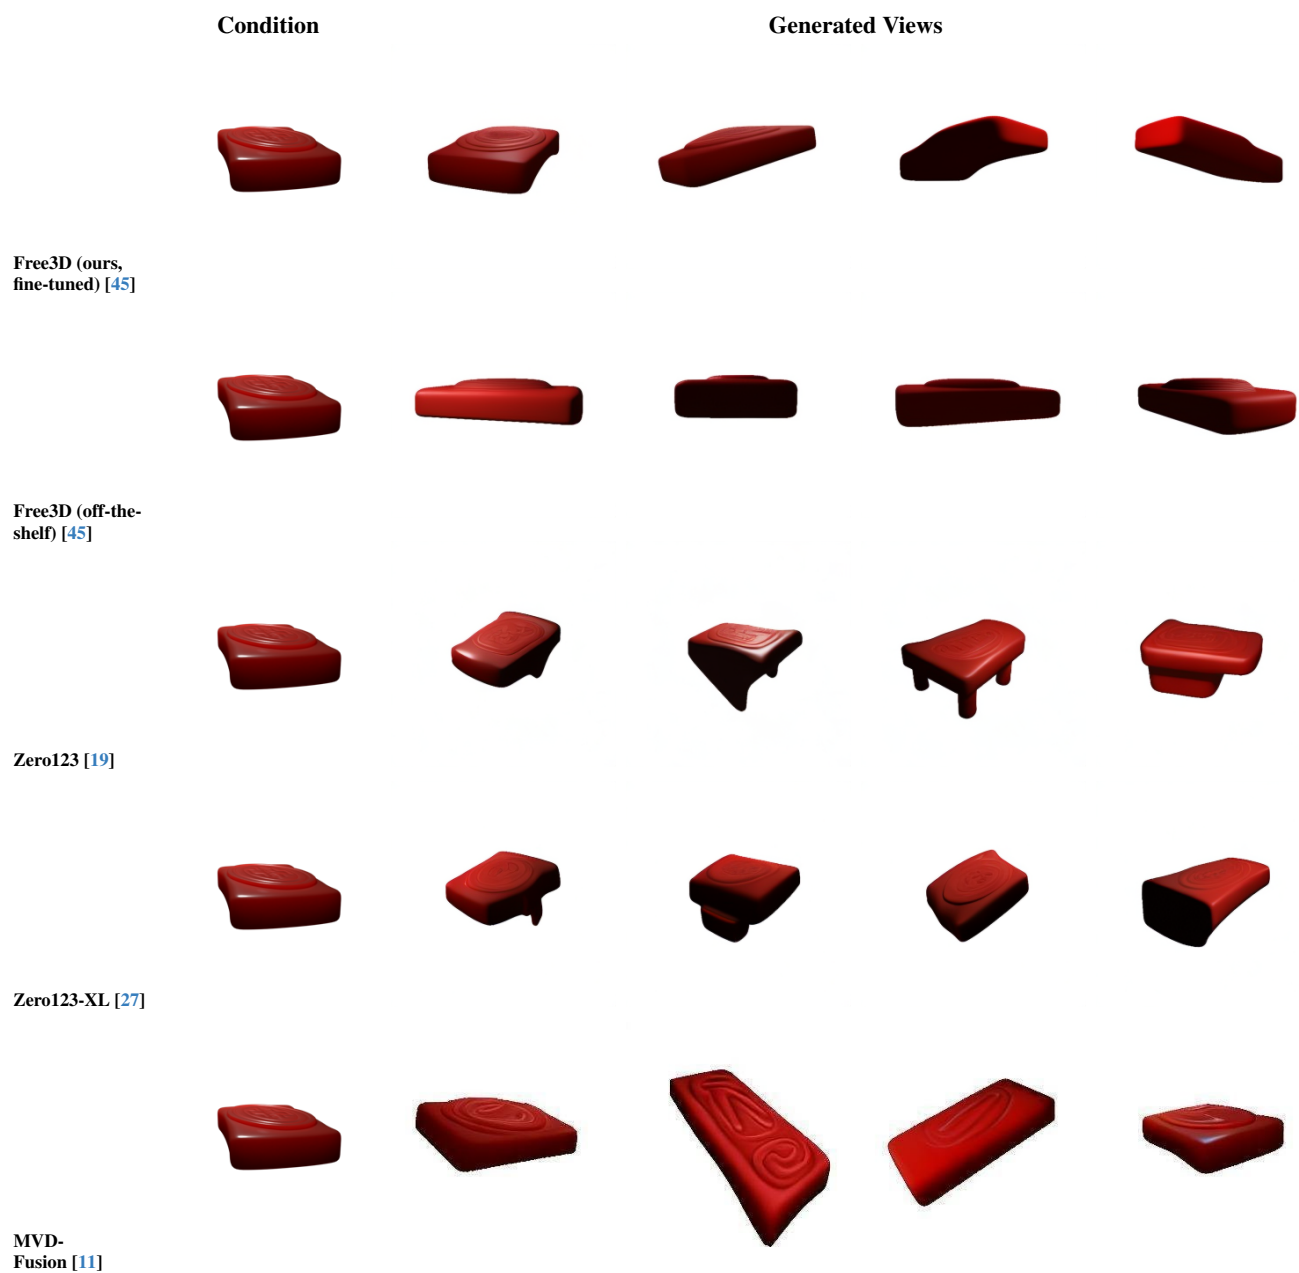 Condition
Generated Views
Free3D (ours,
fine-tuned) [45]
Free3D (off-the-
shelf) [45]
Zero123 [19]
Zero123-XL [27]
MVD-
Fusion [11]